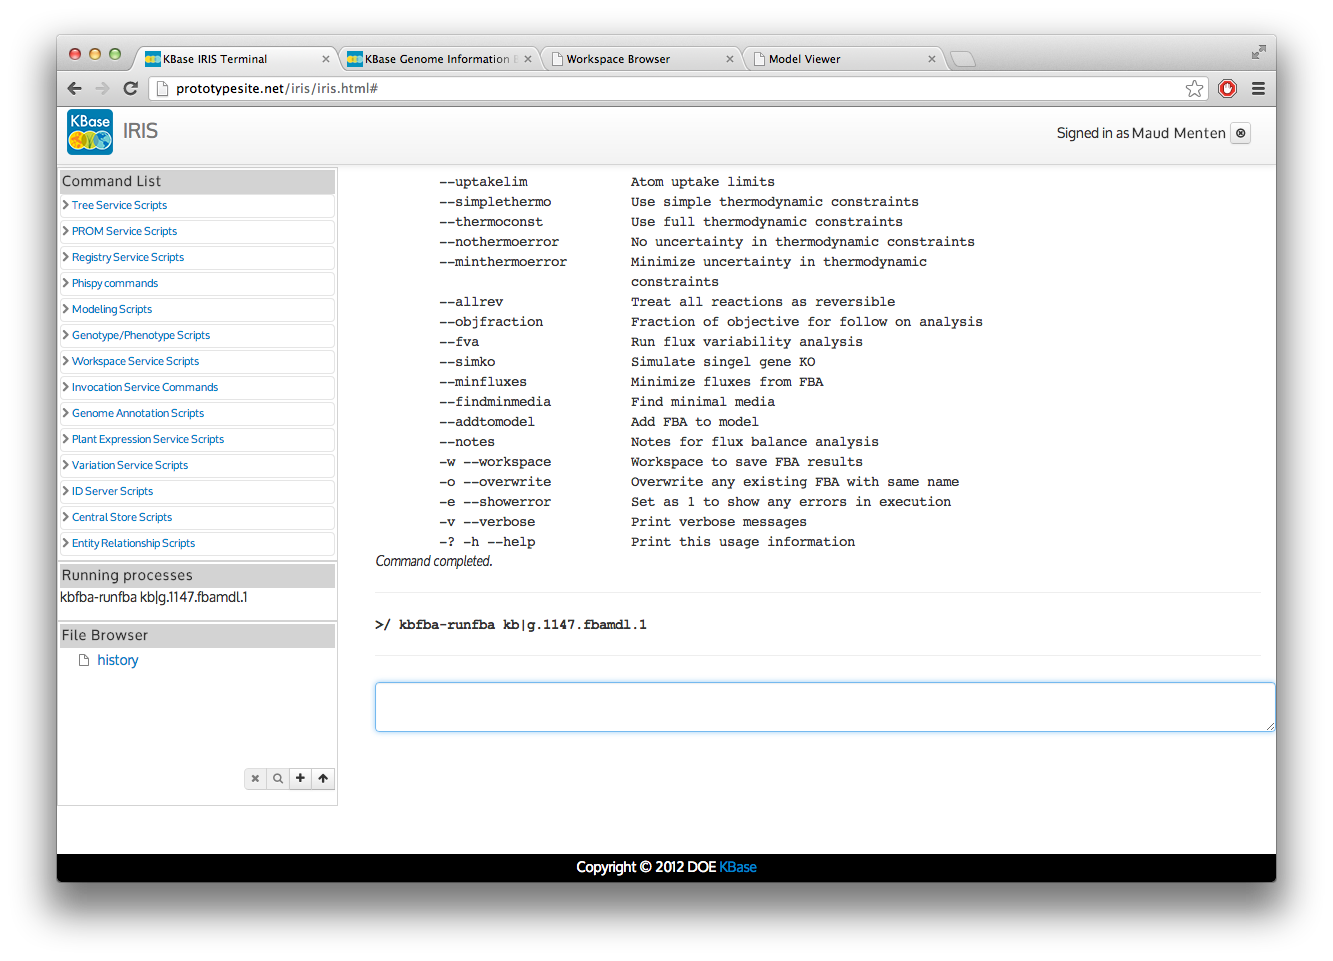 KBase IRIS Terminal
KBase Genome Information
Workspace Browser
Model Viewer
prototypesite.net/iris/iris.html#
KBase
IRIS
Signed in as Maud Menten
Command List
Tree Service Scripts
PROM Service Scripts
Registry Service Scripts
Phispy commands
Modeling Scripts
Genotype/Phenotype Scripts
Workspace Service Scripts
Invocation Service Commands
Genome Annotation Scripts
Plant Expression Service Scripts
Variation Service Scripts
ID Server Scripts
Central Store Scripts
Entity Relationship Scripts
Running processes
kbfba-runfba kb|g.1147.fbamdl.1
File Browser
history
--uptakelim Atom uptake limits
--simplethermo Use simple thermodynamic constraints
--thermoconst Use full thermodynamic constraints
--nothermoerror No uncertainty in thermodynamic constraints
--minthermoerror Minimize uncertainty in thermodynamic
constraints
--allrev Treat all reactions as reversible
--objfraction Fraction of objective for follow on analysis
--fva Run flux variability analysis
--simko Simulate singel gene KO
--minfluxes Minimize fluxes from FBA
--findminmedia Find minimal media
--addtomodel Add FBA to model
--notes Notes for flux balance analysis
-w --workspace Workspace to save FBA results
-o --overwrite Overwrite any existing FBA with same name
-e --showerror Set as 1 to show any errors in execution
-v --verbose Print verbose messages
-? -h --help Print this usage information
Command completed.
>/ kbfba-runfba kb|g.1147.fbamdl.1
Copyright © 2012 DOE KBase